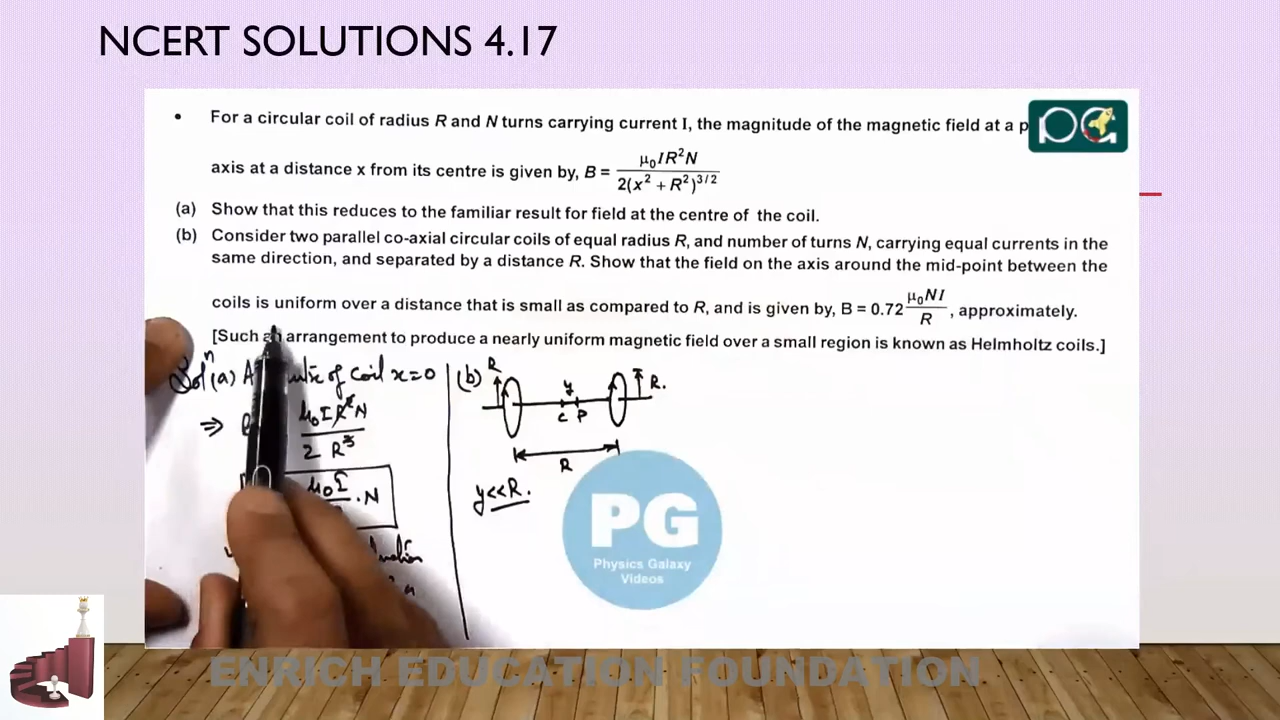 NCERT SOLUTIONS 4.17
• For a circular coil of radius R and N turns carrying current I, the magnitude of the magnetic field at a p
PG
axis at a distance x from its centre is given by, B = μ₀IR²N / 2(x² + R²)^3/2
(a) Show that this reduces to the familiar result for field at the centre of the coil.
(b) Consider two parallel co-axial circular coils of equal radius R, and number of turns N, carrying equal currents in the
same direction, and separated by a distance R. Show that the field on the axis around the mid-point between the
coils is uniform over a distance that is small as compared to R, and is given by, B = 0.72 μ₀NI / R, approximately.
[Such an arrangement to produce a nearly uniform magnetic field over a small region is known as Helmholtz coils.]
Solⁿ (a) of coil x=0
⇒ μ₀IR²N / 2 R³
μ₀I . N
(b) R y R.
C P
R
y<<R.
PG
Physics Galaxy
Videos
ENRICH EDUCATION FOUNDATION